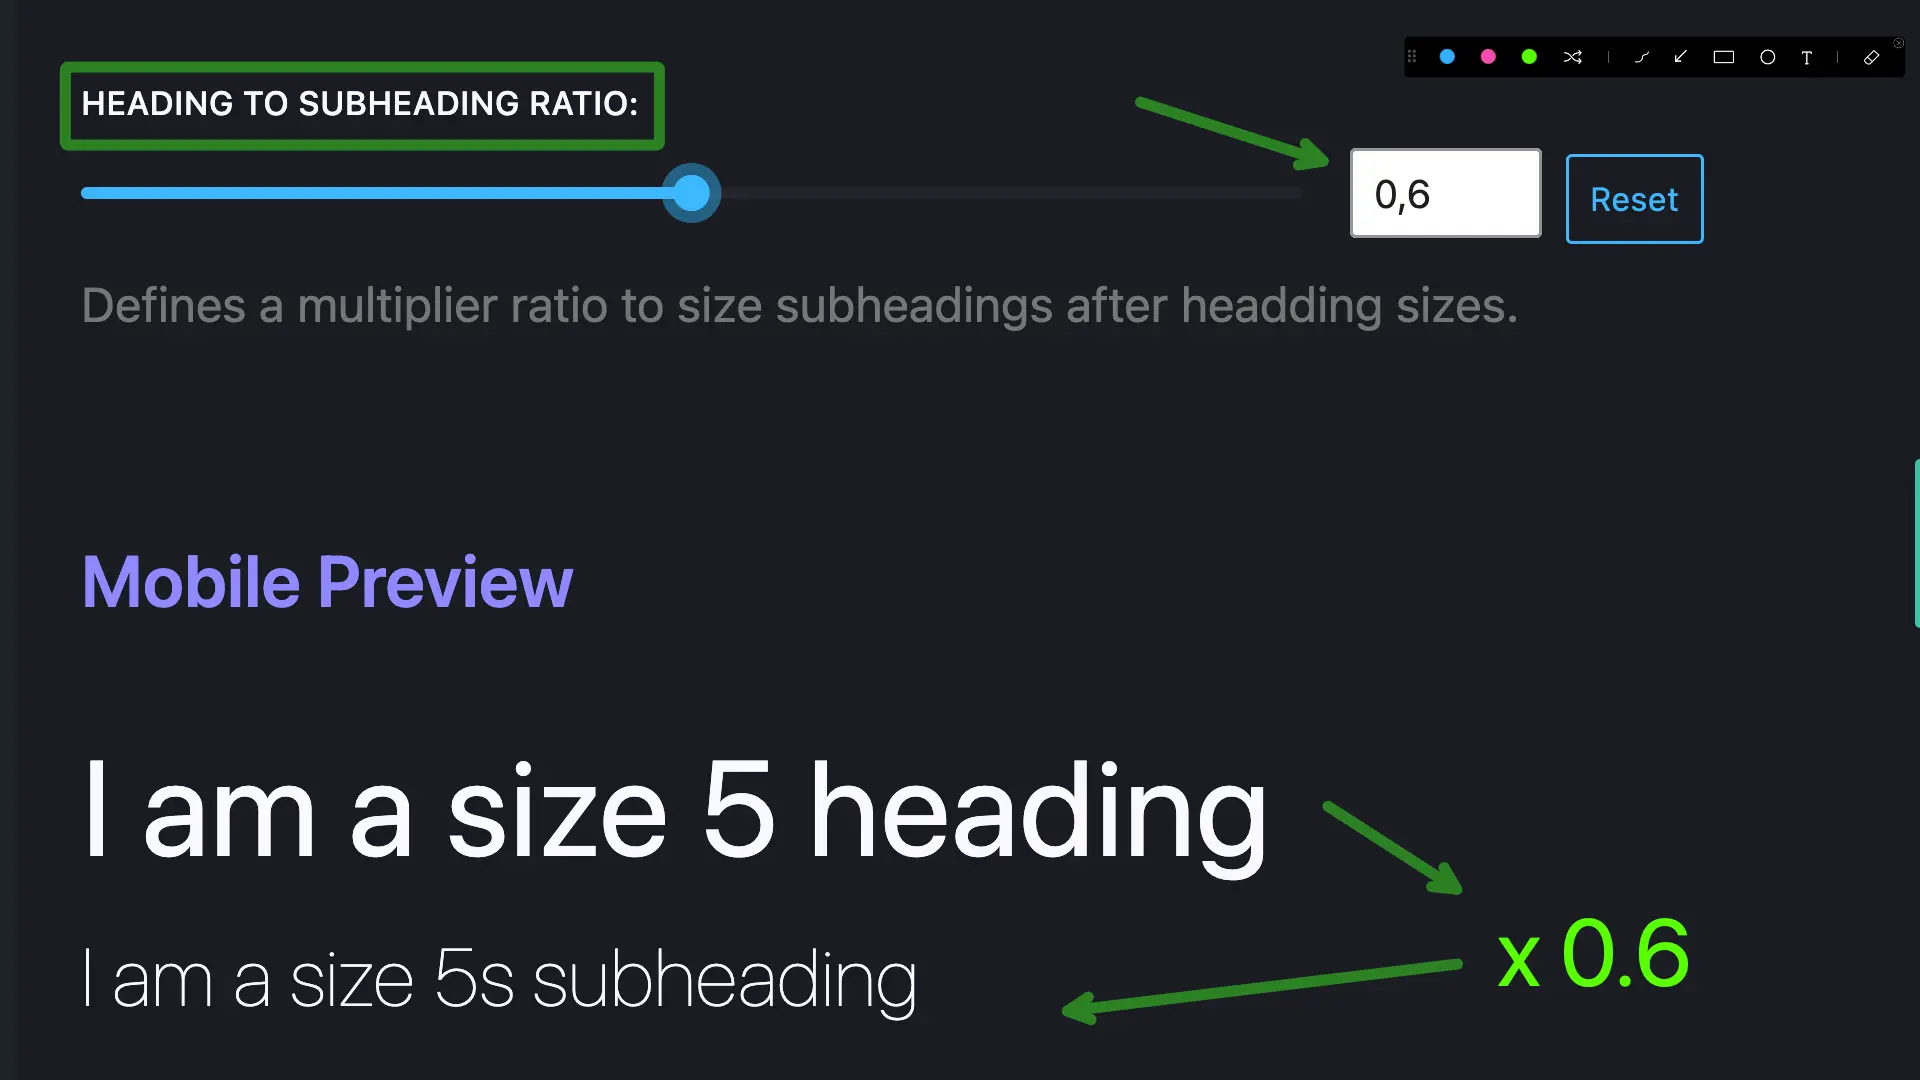 HEADING TO SUBHEADING RATIO:
T
0,6
Reset
Defines a multiplier ratio to size subheadings after headding sizes.
Mobile Preview
I am a size 5 heading
x 0.6
I am a size 5s subheading